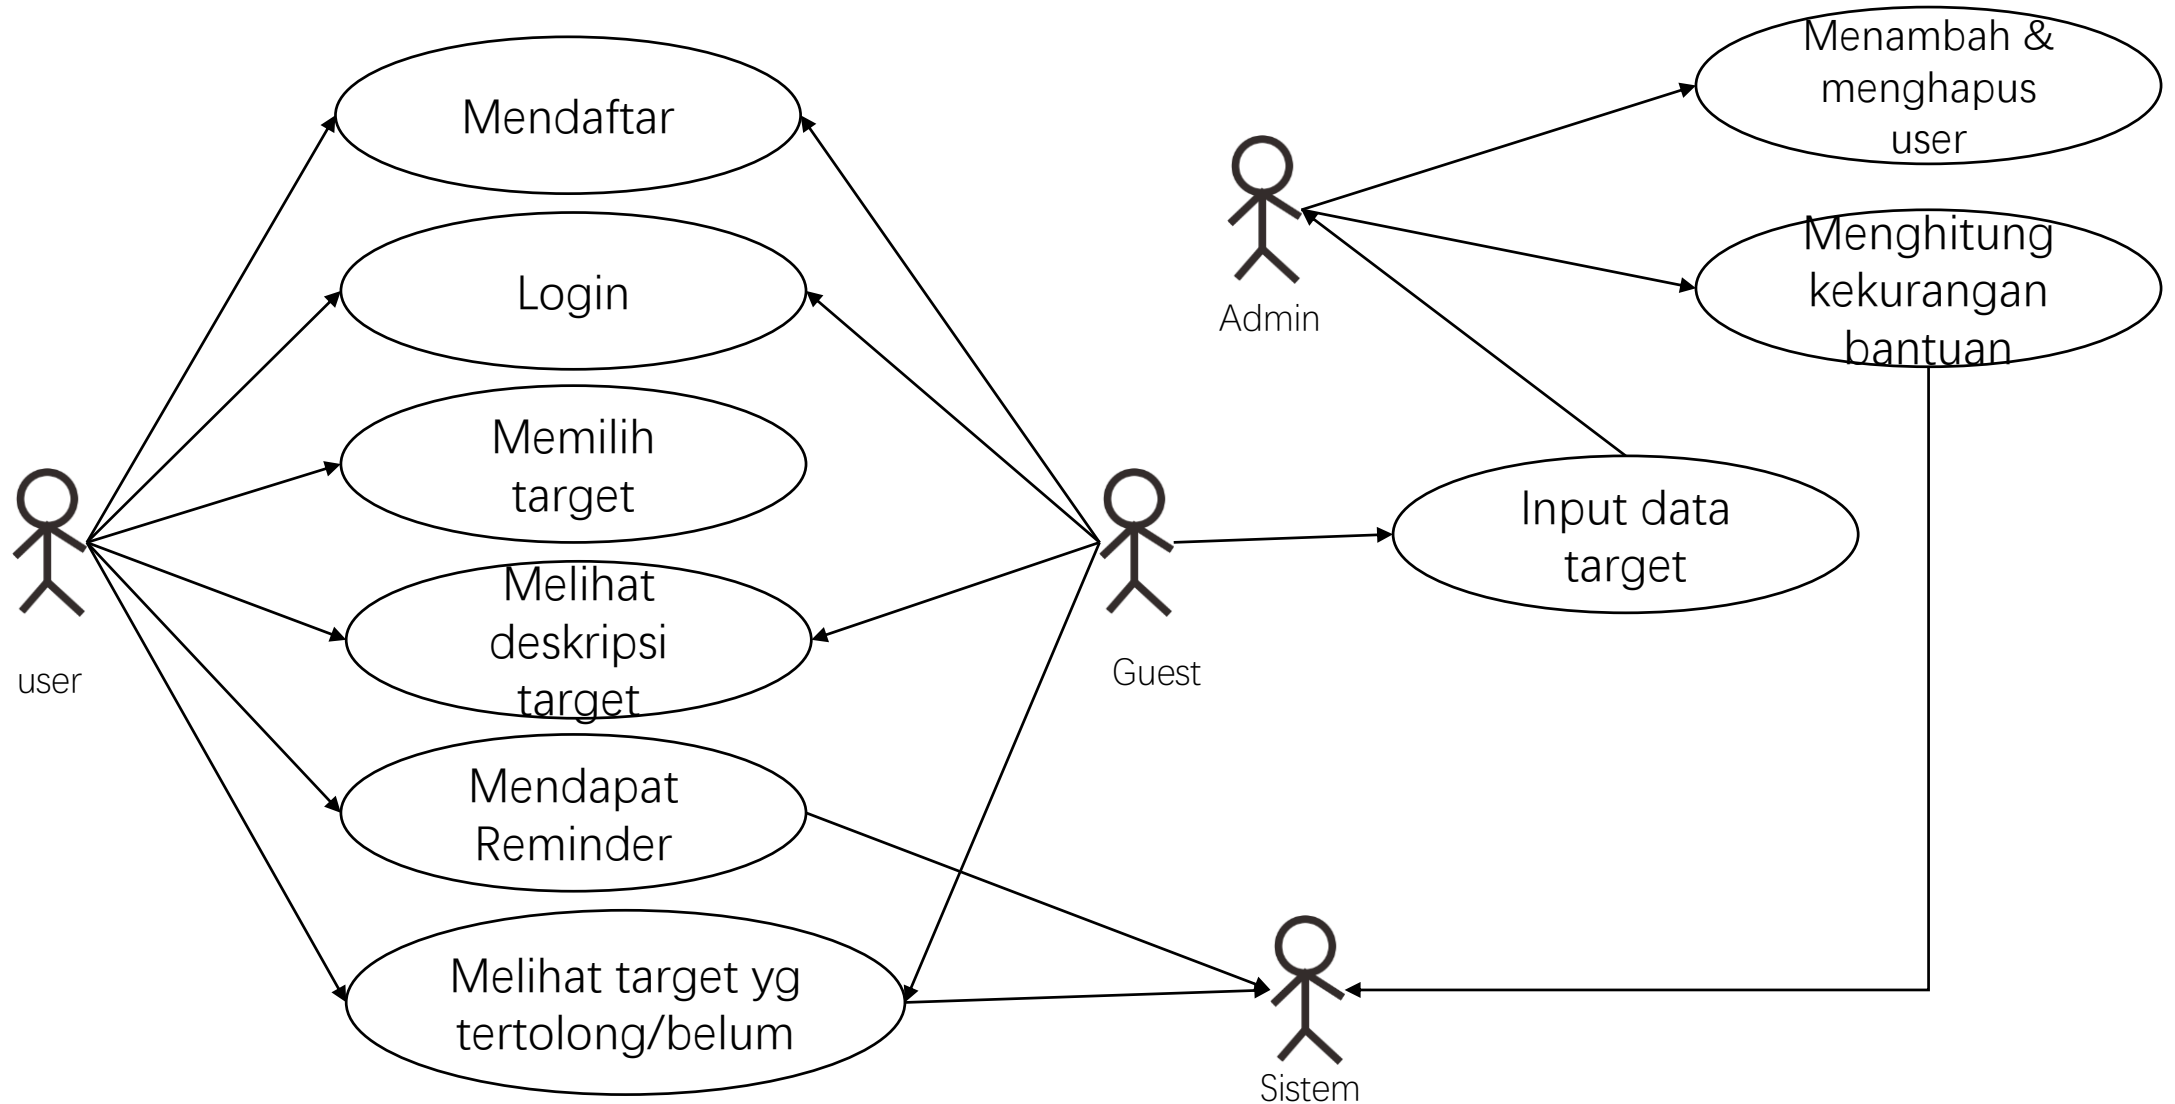 Mendaftar
Login
Memilih
target
Melihat
deskripsi
target
Mendapat
Reminder
Melihat target yg
tertolong/belum
user
Guest
Admin
Menambah &
menghapus
user
Menghitung
kekurangan
bantuan
Input data
target
Sistem